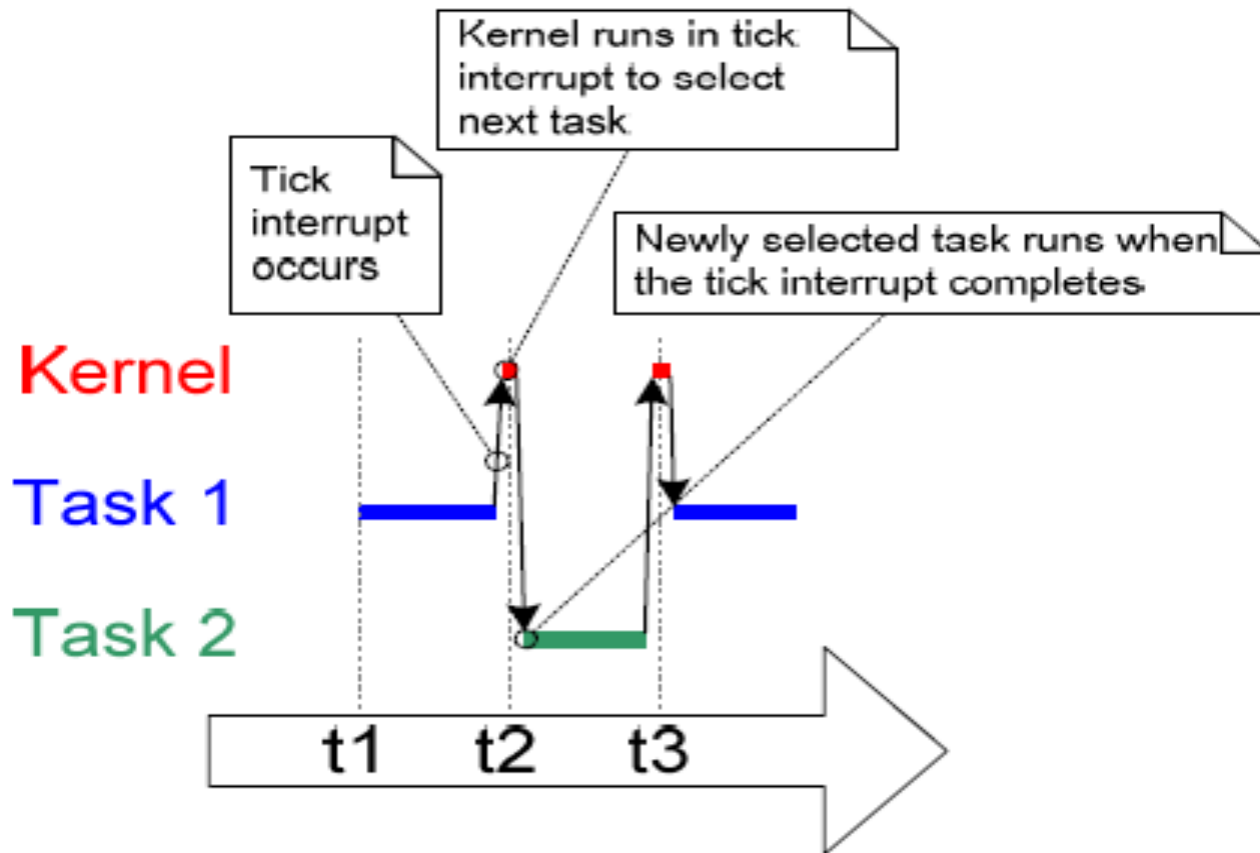 Kernel runs in tick
interrupt to select
next task
Tick
interrupt
occurs
Newly selected task runs when
the tick interrupt completes
Kernel
Task 1
Task 2
t1 t2 t3